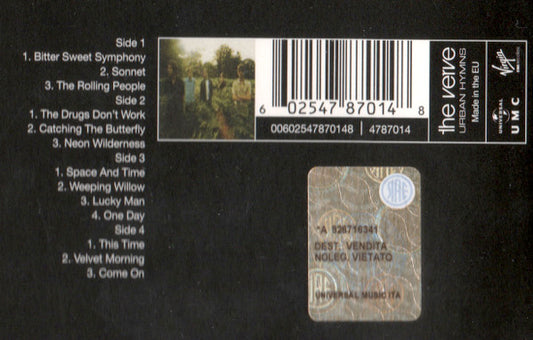 Side 1
1. Bitter Sweet Symphony
2. Sonnet
3. The Rolling People
Side 2
1. The Drugs Don't Work
2. Catching The Butterfly
3. Neon Wilderness
Side 3
1. Space And Time
2. Weeping Willow
3. Lucky Man
4. One Day
Side 4
1. This Time
2. Velvet Morning
3. Come On
6 02547 87014 8
00602547870148 | 4787014
the verve
URBAN HYMNS
Made in the EU
Virgin
UNIVERSAL
UMC
*A 926716341
DEST. VENDITA
NOLEG. VIETATO
UNIVERSAL MUSIC ITA